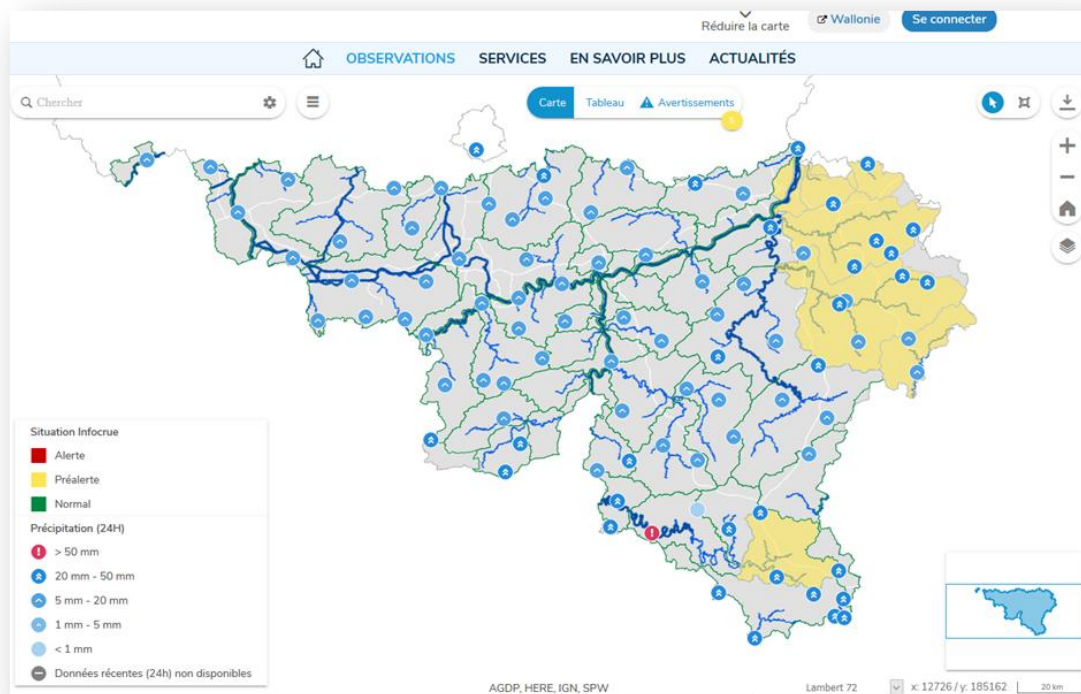 Réduire la carte
Wallonie
Se connecter
OBSERVATIONS SERVICES EN SAVOIR PLUS ACTUALITÉS
Chercher
Carte Tableau Avertissements
5
Situation Infocrue
Alerte
Préalerte
Normal
Précipitation (24H)
> 50 mm
20 mm - 50 mm
5 mm - 20 mm
1 mm - 5 mm
< 1 mm
Données récentes (24h) non disponibles
AGDP, HERE, IGN, SPW
Lambert 72
x: 12726 / y: 185162
20 km